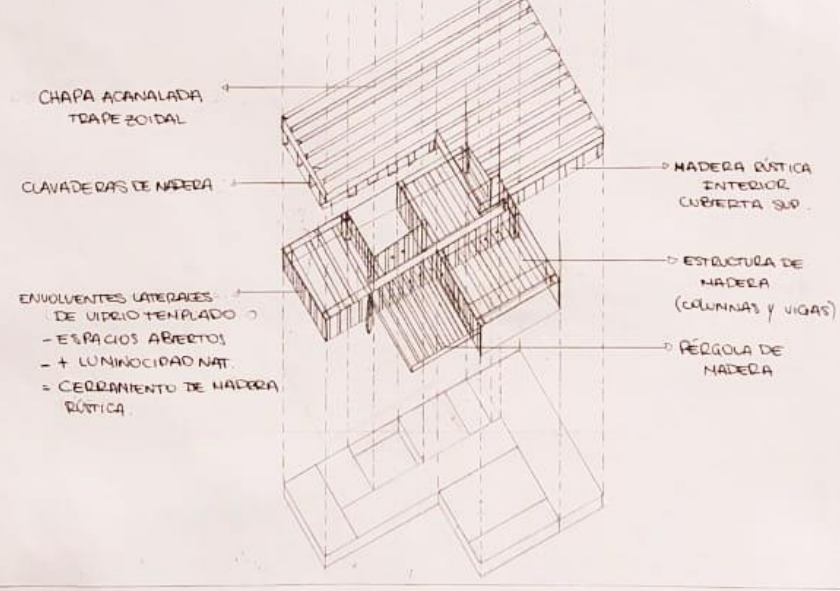 CHAPA ACANALADA
TRAPEZOIDAL
CLAVADERAS DE MADERA
ENVOLVENTES LATERALES
DE VIDRIO TEMPLADO
- ESPACIOS ABIERTOS
- + LUMINOCIDAD NAT.
= CERRAMIENTO DE MADERA
RÚSTICA.
MADERA RÚSTICA
INTERIOR
CUBIERTA SUP.
ESTRUCTURA DE
MADERA
(COLUMNAS Y VIGAS)
PÉRGOLA DE
MADERA